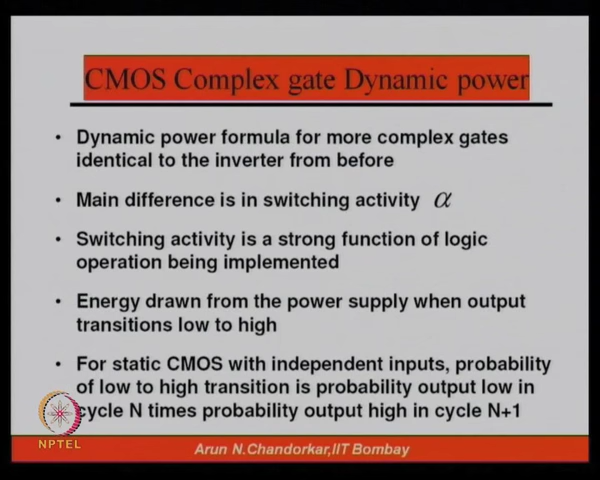 CMOS Complex gate Dynamic power
• Dynamic power formula for more complex gates
identical to the inverter from before
• Main difference is in switching activity α
• Switching activity is a strong function of logic
operation being implemented
• Energy drawn from the power supply when output
transitions low to high
• For static CMOS with independent inputs, probability
of low to high transition is probability output low in
cycle N times probability output high in cycle N+1
NPTEL
Arun N.Chandorkar,IIT Bombay